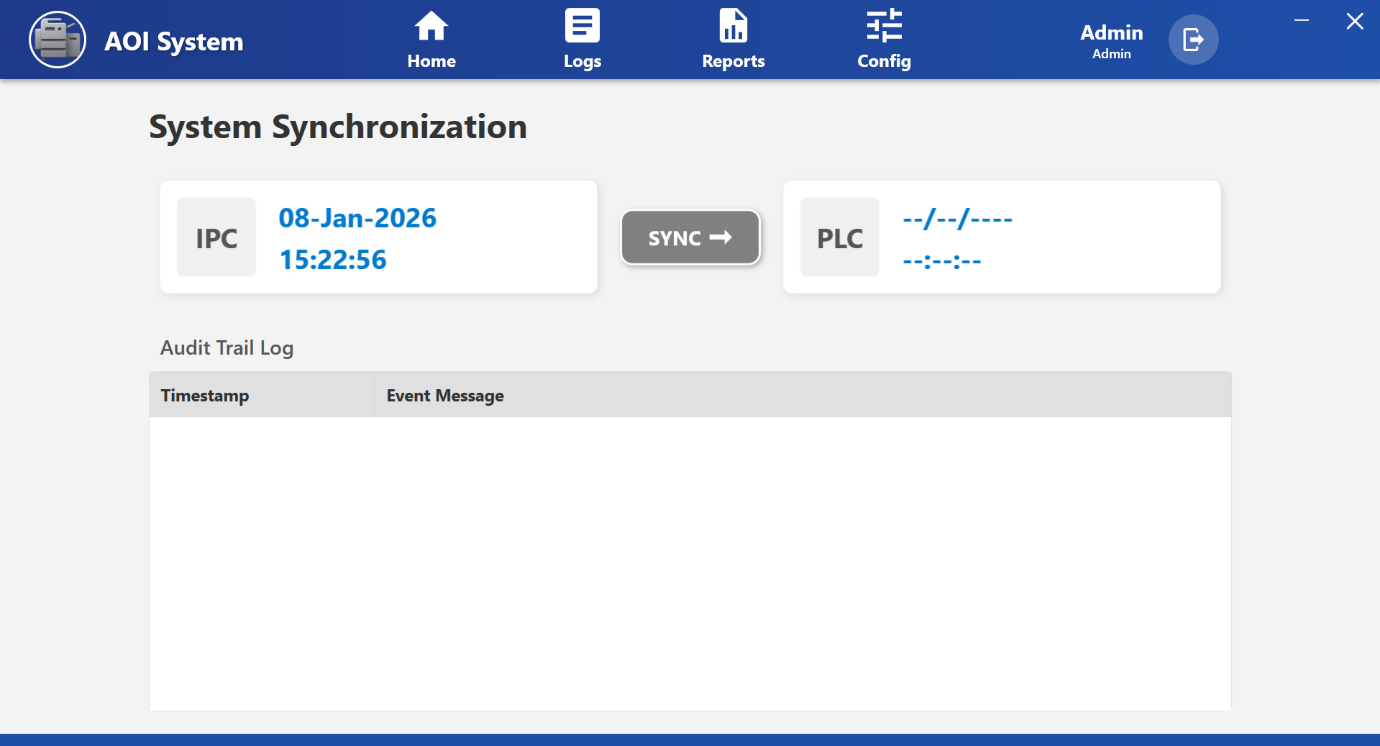 AOI System
Home
Logs
Reports
Config
Admin
Admin
System Synchronization
IPC
08-Jan-2026
15:22:56
SYNC ➞
PLC
--/--/----
--:--:--
Audit Trail Log
Timestamp
Event Message